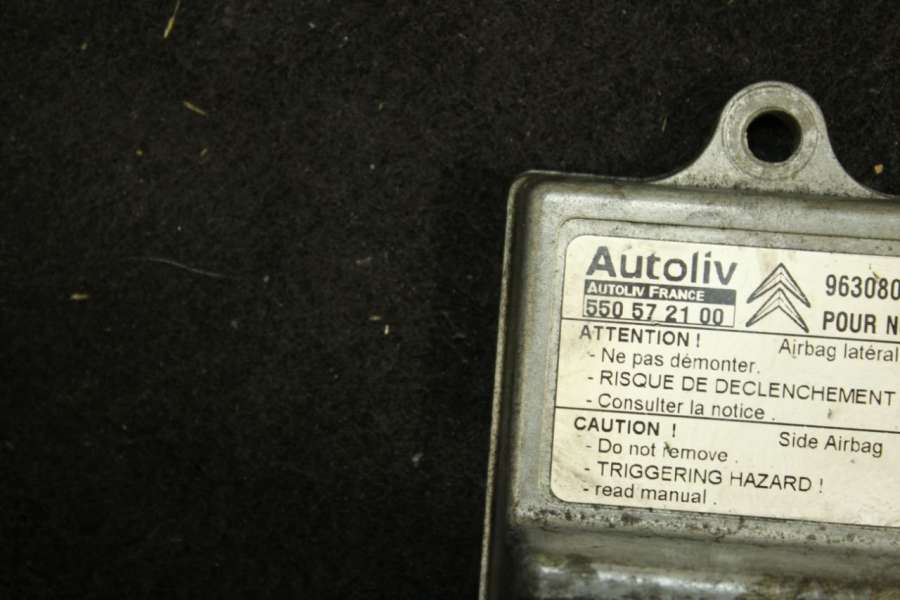 Autoliv
AUTOLIV FRANCE
550 57 21 00
963080
POUR N
ATTENTION ! Airbag latéral
- Ne pas démonter.
- RISQUE DE DECLENCHEMENT
- Consulter la notice .
CAUTION ! Side Airbag
- Do not remove .
- TRIGGERING HAZARD !
- read manual .